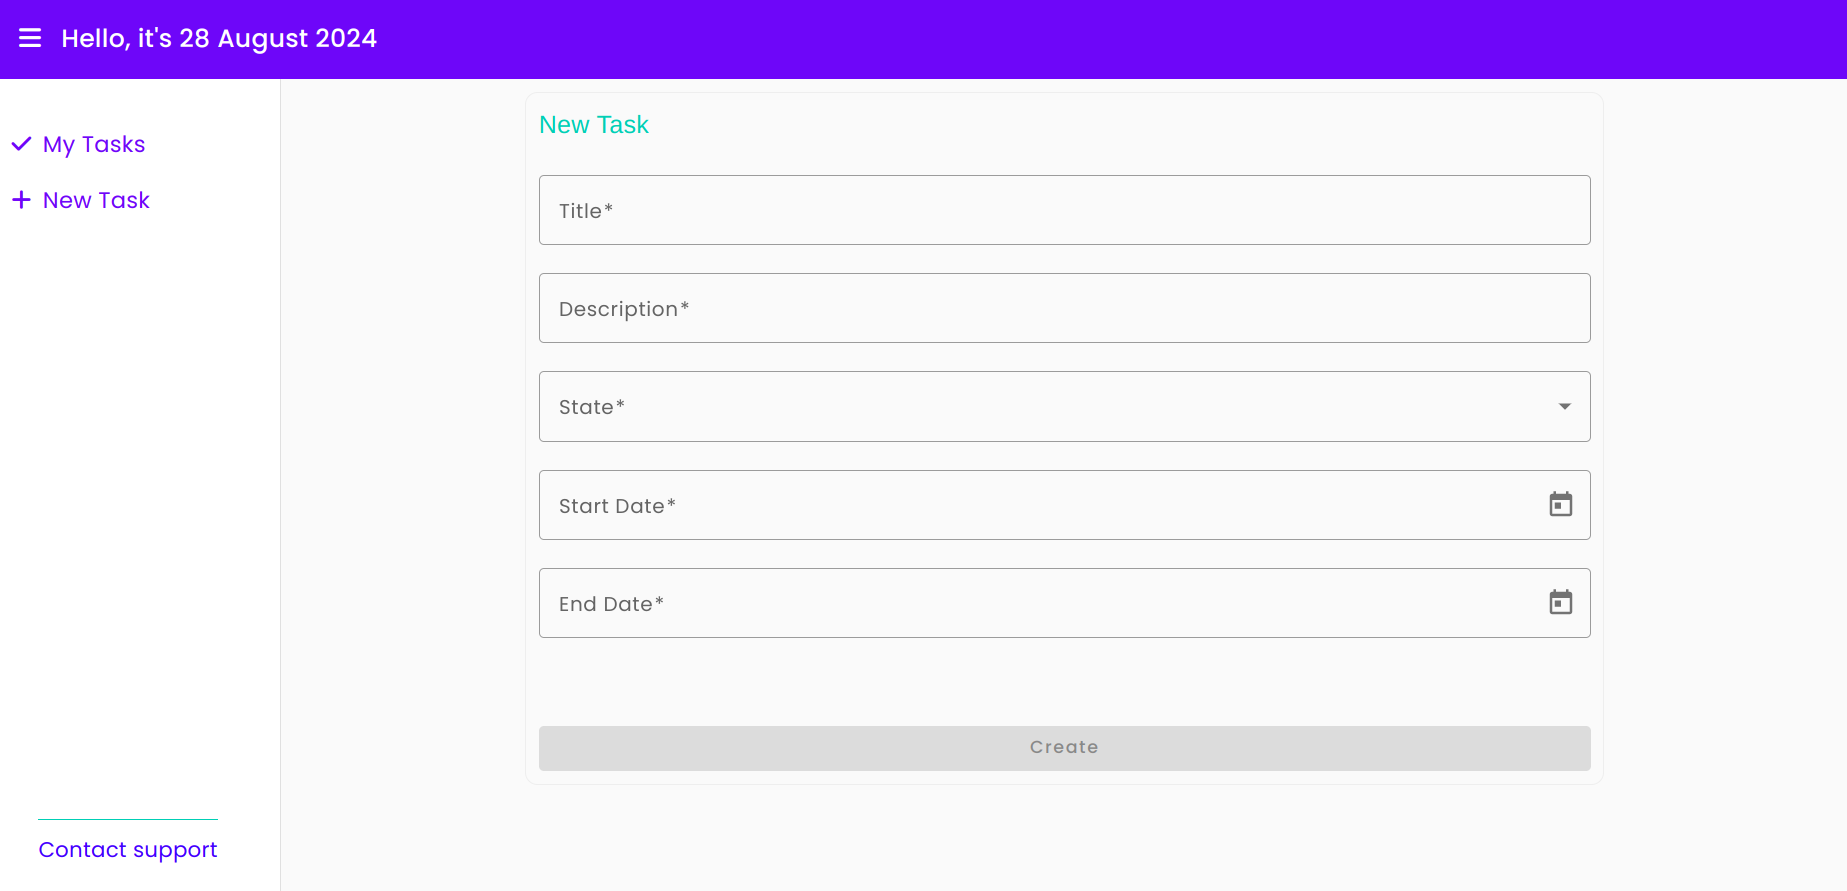 Hello, it's 28 August 2024
My Tasks
New Task
Contact support
New Task
Title*
Description*
State*
Start Date*
End Date*
Create